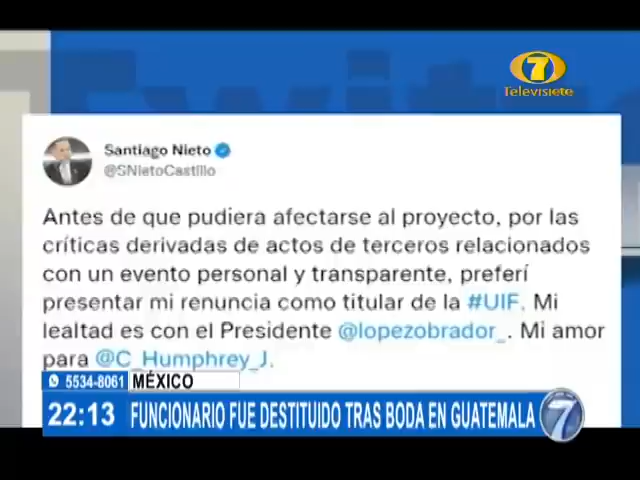 7
Televisiete
Santiago Nieto
@SNietoCastillo
Antes de que pudiera afectarse al proyecto, por las
críticas derivadas de actos de terceros relacionados
con un evento personal y transparente, preferí
presentar mi renuncia como titular de la #UIF. Mi
lealtad es con el Presidente @lopezobrador_. Mi amor
para @C_Humphrey_J.
5534-8061 MÉXICO
22:13 FUNCIONARIO FUE DESTITUIDO TRAS BODA EN GUATEMALA 7